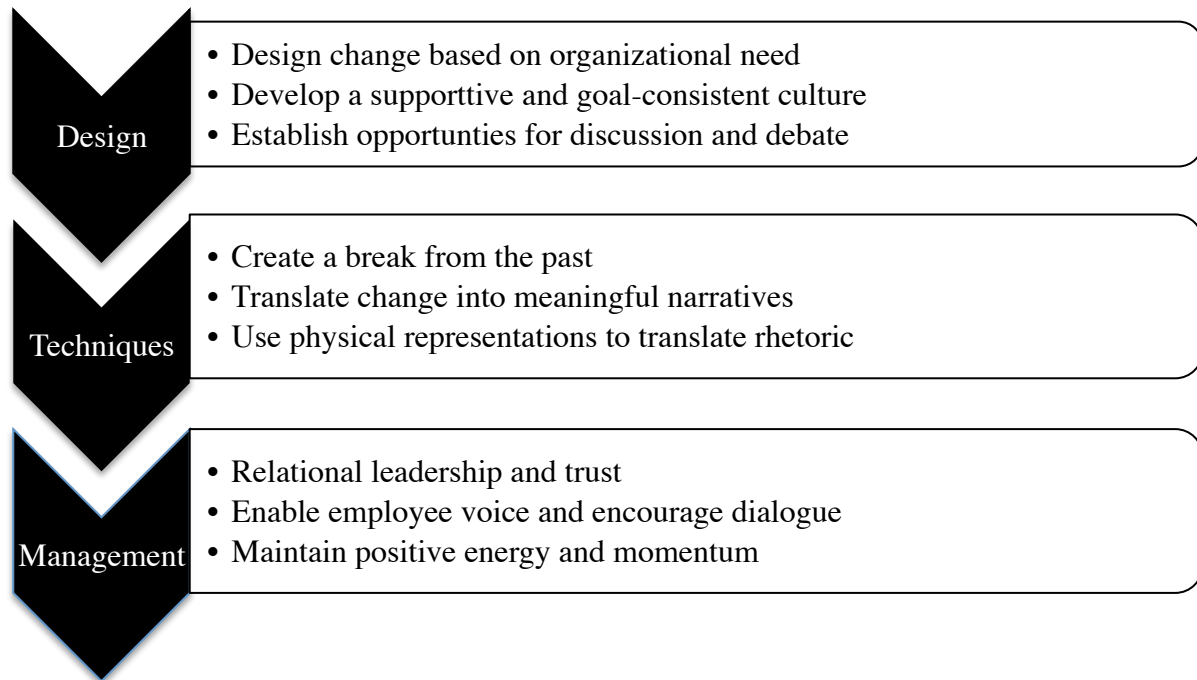 Design
• Design change based on organizational need
• Develop a supporttive and goal-consistent culture
• Establish opportunties for discussion and debate
Techniques
• Create a break from the past
• Translate change into meaningful narratives
• Use physical representations to translate rhetoric
Management
• Relational leadership and trust
• Enable employee voice and encourage dialogue
• Maintain positive energy and momentum